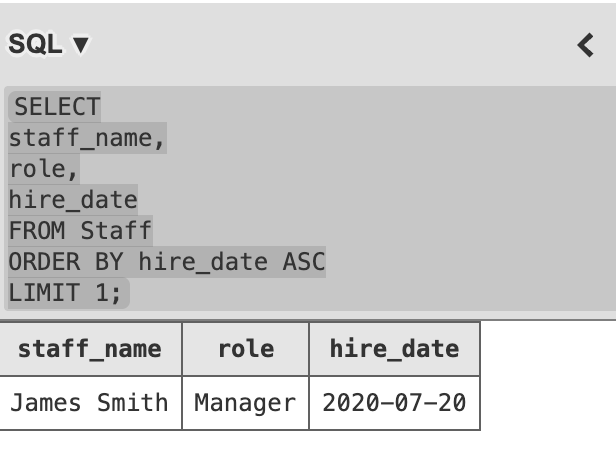 SQL ▼
SELECT
staff_name,
role,
hire_date
FROM Staff
ORDER BY hire_date ASC
LIMIT 1;
staff_name role hire_date
James Smith Manager 2020-07-20